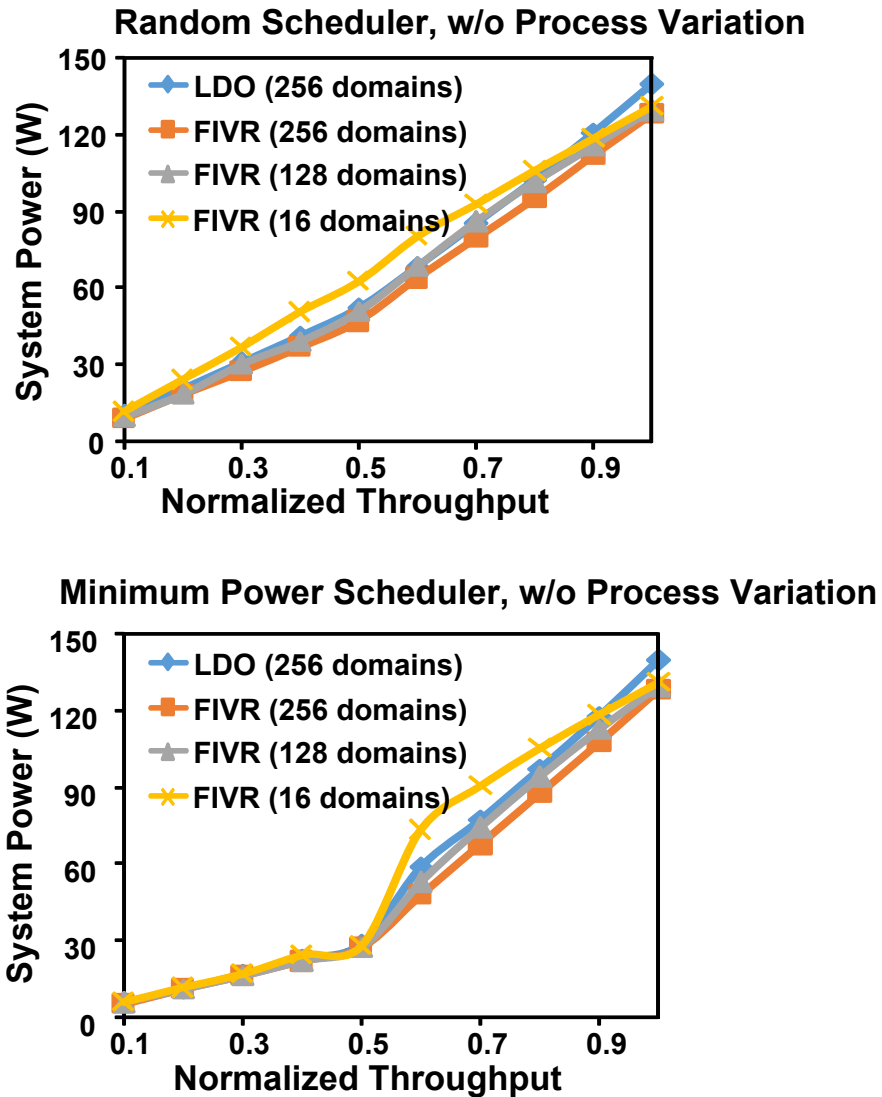 Random Scheduler, w/o Process Variation
150
120
90
60
30
0
System Power (W)
LDO (256 domains)
FIVR (256 domains)
FIVR (128 domains)
FIVR (16 domains)
0.1 0.3 0.5 0.7 0.9
Normalized Throughput
Minimum Power Scheduler, w/o Process Variation
150
120
90
60
30
0
System Power (W)
LDO (256 domains)
FIVR (256 domains)
FIVR (128 domains)
FIVR (16 domains)
0.1 0.3 0.5 0.7 0.9
Normalized Throughput